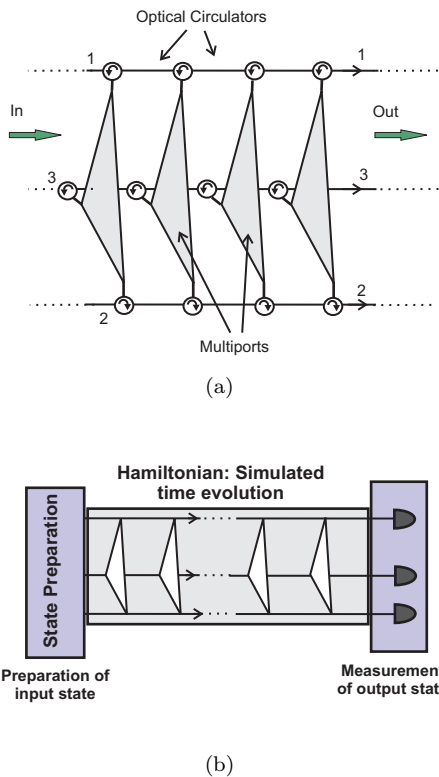 Optical Circulators
1
1
In
Out
3
3
2
2
Multiports
(a)
Hamiltonian: Simulated
time evolution
State Preparation
Preparation of
input state
Measuremen
of output stat
(b)